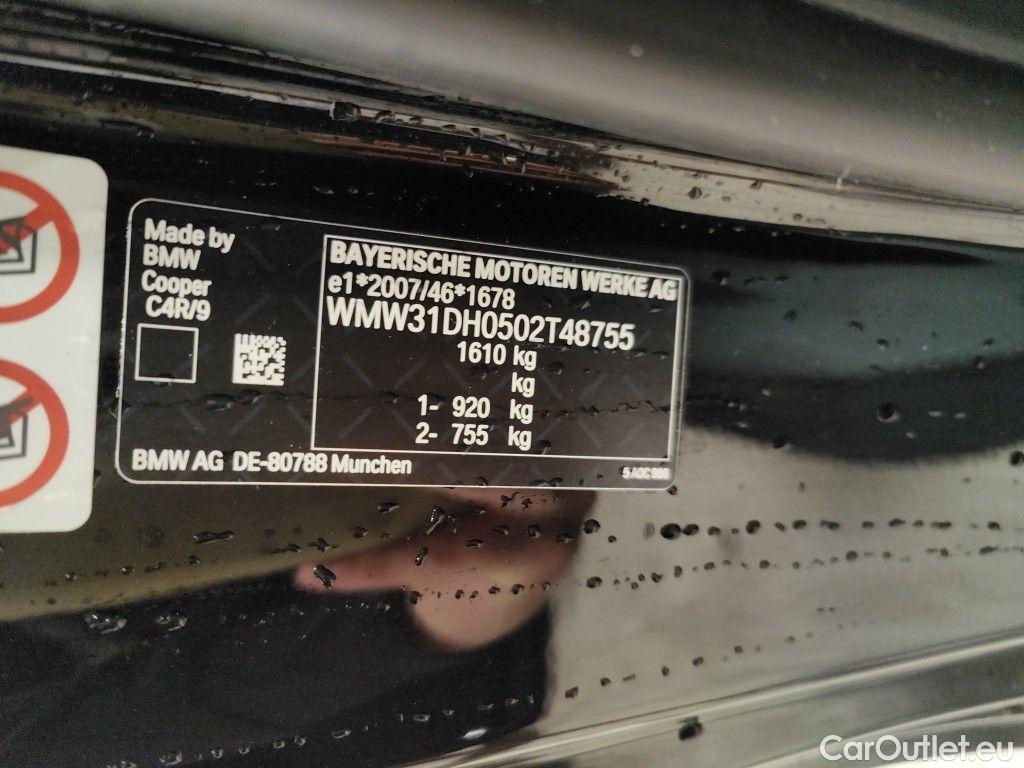 Made by
BMW
Cooper
C4R/9
BAYERISCHE MOTOREN WERKE AG
e1*2007/46*1678
WMW31DH0502T48755
1610 kg
kg
1- 920 kg
2- 755 kg
BMW AG DE-80788 Munchen
CarOutlet.eu